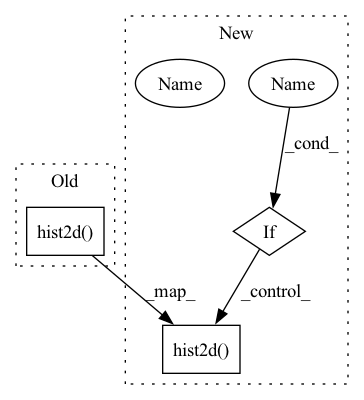 New
Name
Name
_cond_
Old
hist2d()
If
_map_
_control_
hist2d()